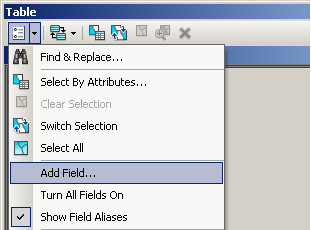 Table
Find & Replace...
Select By Attributes...
Clear Selection
Switch Selection
Select All
Add Field...
Turn All Fields On
Show Field Aliases